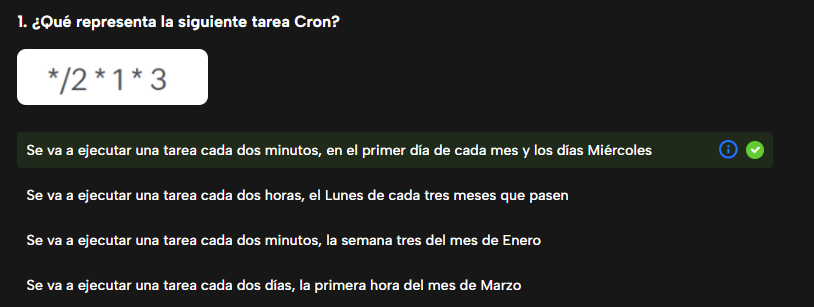 1. ¿Qué representa la siguiente tarea Cron?
*/2 * 1 * 3
Se va a ejecutar una tarea cada dos minutos, en el primer día de cada mes y los días Miércoles
Se va a ejecutar una tarea cada dos horas, el Lunes de cada tres meses que pasen
Se va a ejecutar una tarea cada dos minutos, la semana tres del mes de Enero
Se va a ejecutar una tarea cada dos días, la primera hora del mes de Marzo